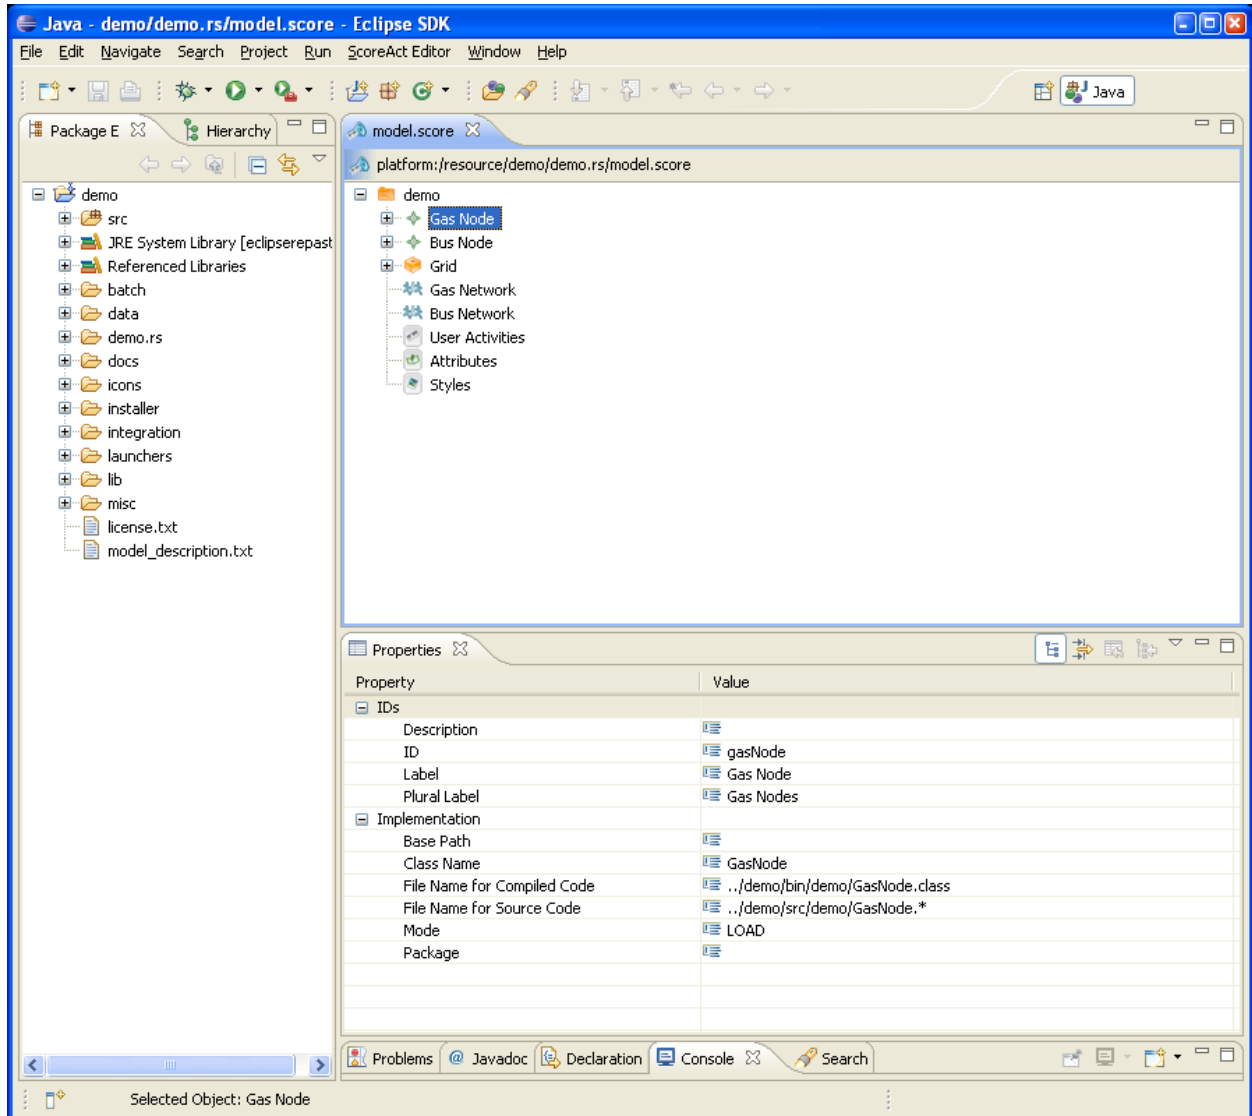 Java - demo/demo.rs/model.score - Eclipse SDK
File Edit Navigate Search Project Run ScoreAct Editor Window Help
Java
Package E
Hierarchy
demo
src
JRE System Library [eclipserepast
Referenced Libraries
batch
data
demo.rs
docs
icons
installer
integration
launchers
lib
misc
license.txt
model_description.txt
model.score
platform:/resource/demo/demo.rs/model.score
demo
Gas Node
Bus Node
Grid
Gas Network
Bus Network
User Activities
Attributes
Styles
Properties
Property Value
IDs
Description
ID gasNode
Label Gas Node
Plural Label Gas Nodes
Implementation
Base Path
Class Name GasNode
File Name for Compiled Code ../demo/bin/demo/GasNode.class
File Name for Source Code ../demo/src/demo/GasNode.*
Mode LOAD
Package
Problems @ Javadoc Declaration Console Search
Selected Object: Gas Node